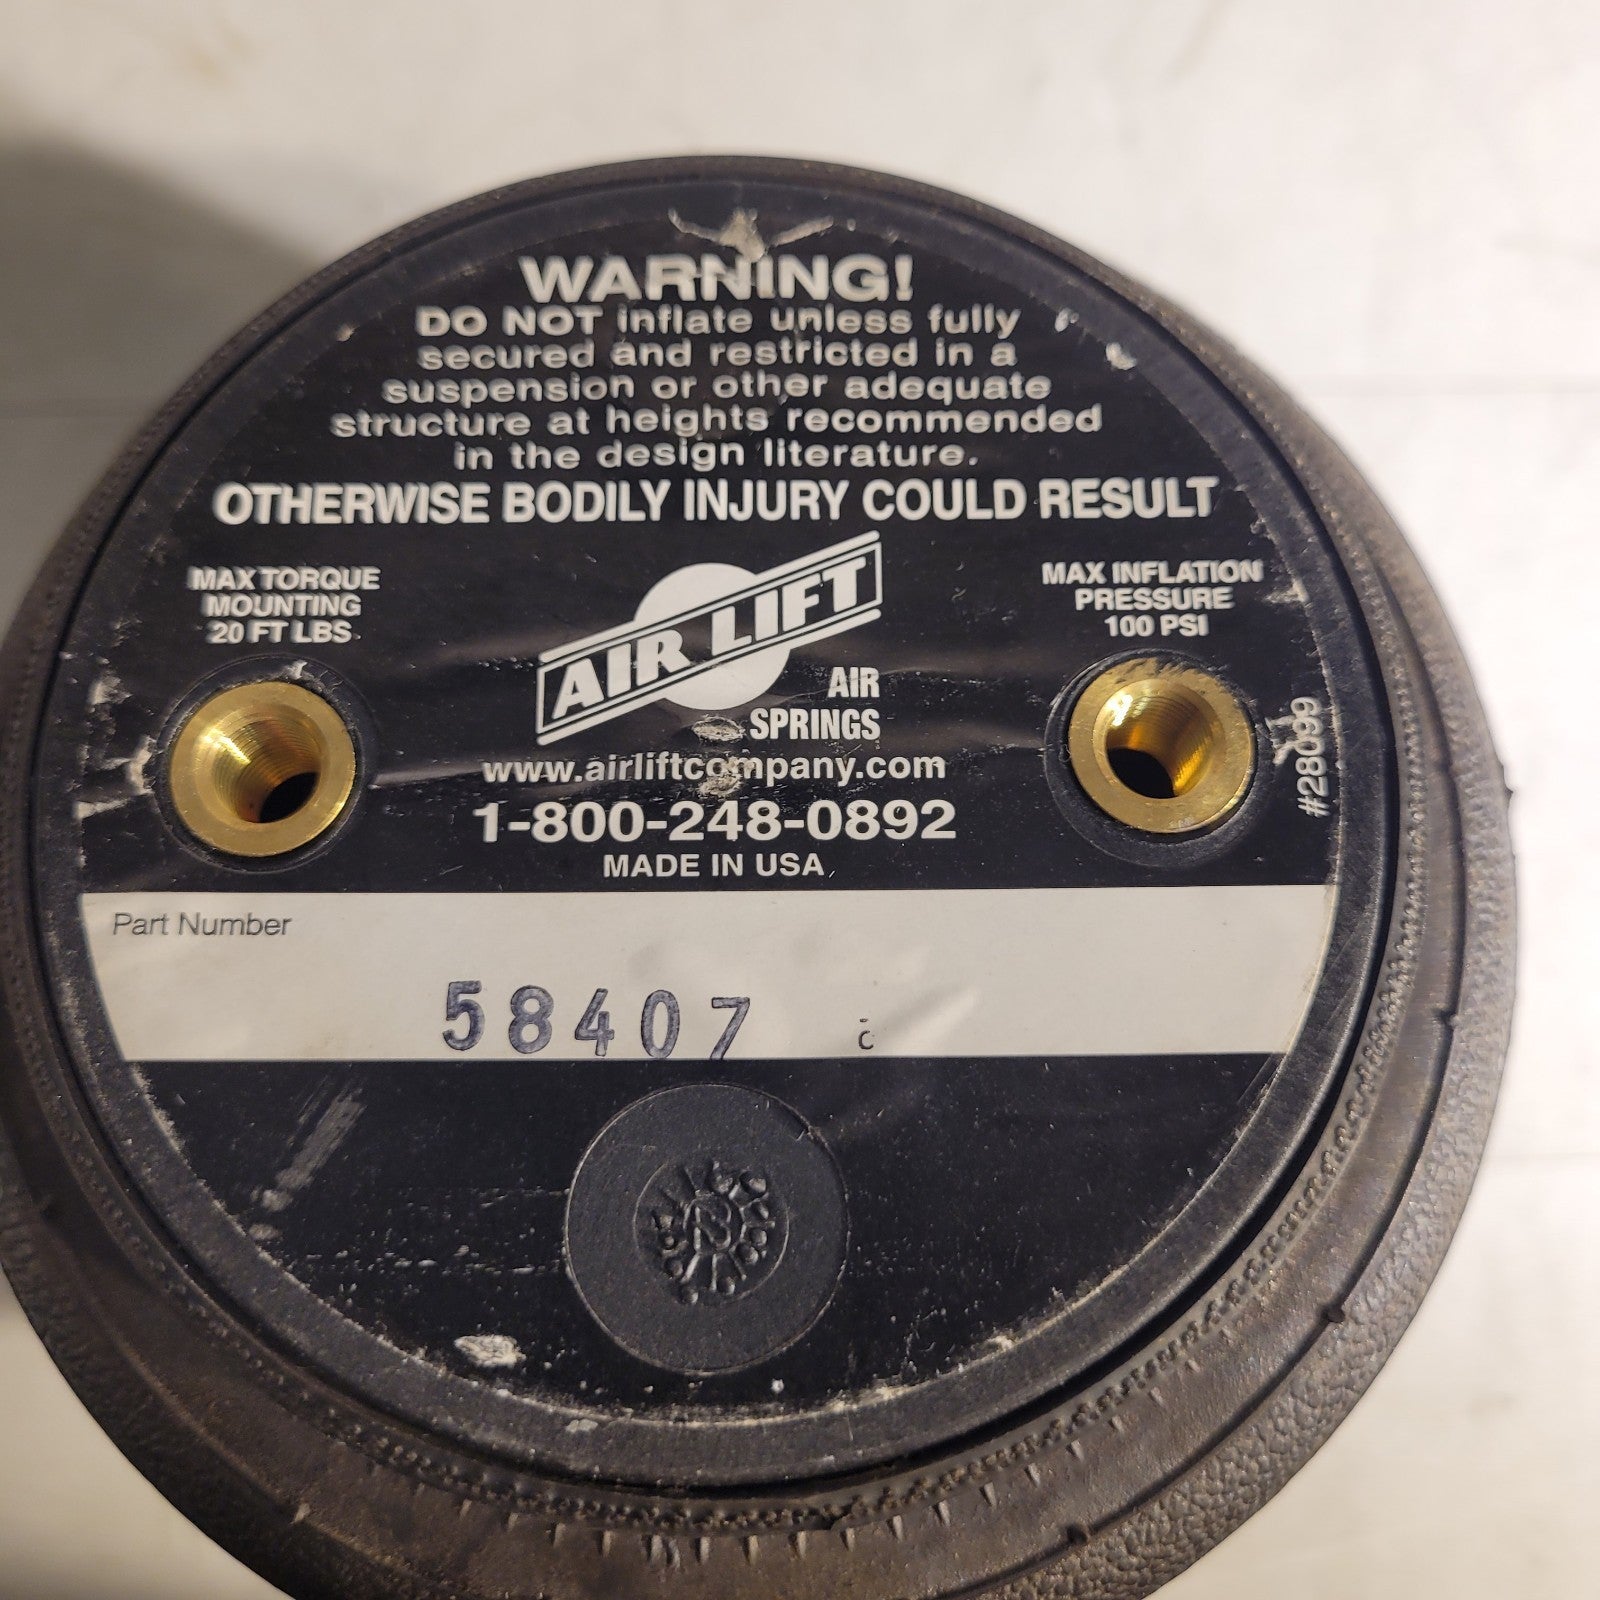 WARNING!
DO NOT inflate unless fully
secured and restricted in a
suspension or other adequate
structure at heights recommended
in the design literature.
OTHERWISE BODILY INJURY COULD RESULT
MAX TORQUE
MOUNTING
20 FT LBS.
AIR LIFT
AIR
SPRINGS
MAX INFLATION
PRESSURE
100 PSI
#28099
www.airliftcompany.com
1-800-248-0892
MADE IN USA
Part Number
58407
c